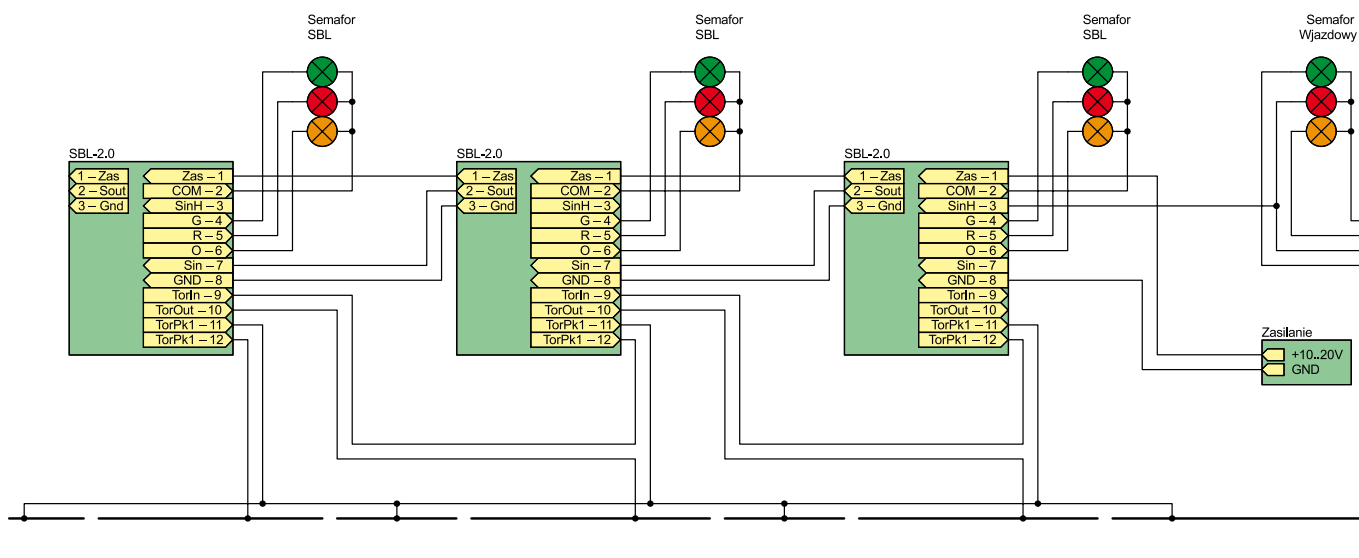 Semafor
SBL
Semafor
SBL
Semafor
SBL
Semafor
Wjazdowy
SBL-2.0
1 – Zas
2 – Sout
3 – Gnd
Zas – 1
COM – 2
SinH – 3
G – 4
R – 5
O – 6
Sin – 7
GND – 8
TorIn – 9
TorOut – 10
TorPk1 – 11
TorPk1 – 12
SBL-2.0
1 – Zas
2 – Sout
3 – Gnd
Zas – 1
COM – 2
SinH – 3
G – 4
R – 5
O – 6
Sin – 7
GND – 8
TorIn – 9
TorOut – 10
TorPk1 – 11
TorPk1 – 12
SBL-2.0
1 – Zas
2 – Sout
3 – Gnd
Zas – 1
COM – 2
SinH – 3
G – 4
R – 5
O – 6
Sin – 7
GND – 8
TorIn – 9
TorOut – 10
TorPk1 – 11
TorPk1 – 12
Zasilanie
+10..20V
GND